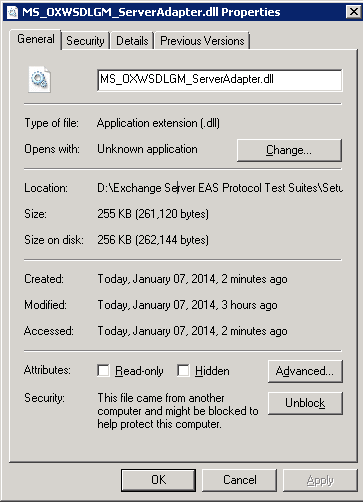 MS_OXWSDLGM_ServerAdapter.dll Properties
General Security Details Previous Versions
MS_OXWSDLGM_ServerAdapter.dll
Type of file: Application extension (.dll)
Opens with: Unknown application Change...
Location: D:\Exchange Server EAS Protocol Test Suites\Setu
Size: 255 KB (261,120 bytes)
Size on disk: 256 KB (262,144 bytes)
Created: Today, January 07, 2014, 2 minutes ago
Modified: Today, January 07, 2014, 3 hours ago
Accessed: Today, January 07, 2014, 2 minutes ago
Attributes: Read-only Hidden Advanced...
Security: This file came from another
computer and might be blocked to
help protect this computer.
Unblock
OK Cancel Apply